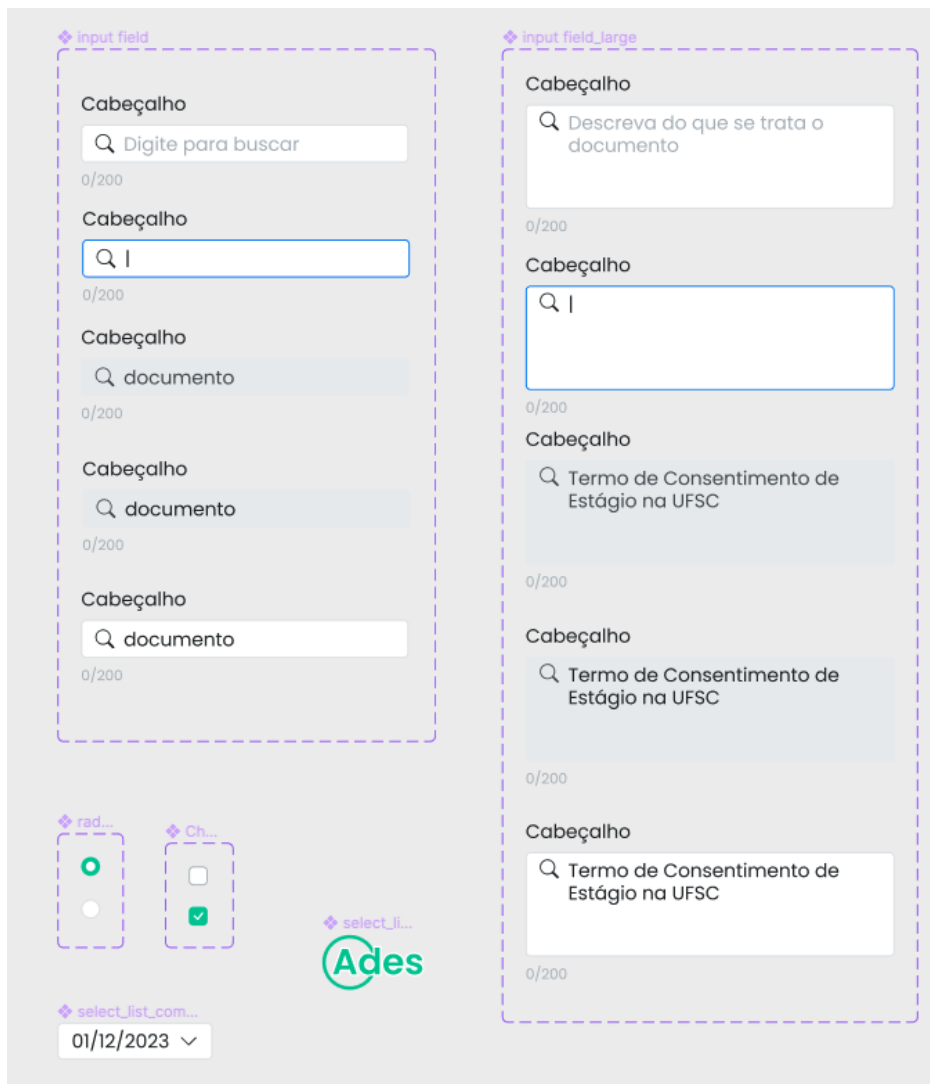 input field
Cabeçalho
Digite para buscar
0/200
Cabeçalho
0/200
Cabeçalho
documento
0/200
Cabeçalho
documento
0/200
Cabeçalho
documento
0/200
input field_large
Cabeçalho
Descreva do que se trata o
documento
0/200
Cabeçalho
0/200
Cabeçalho
Termo de Consentimento de
Estágio na UFSC
0/200
Cabeçalho
Termo de Consentimento de
Estágio na UFSC
0/200
Cabeçalho
Termo de Consentimento de
Estágio na UFSC
0/200
rad...
Ch...
select_li...
Ades
select_list_com...
01/12/2023